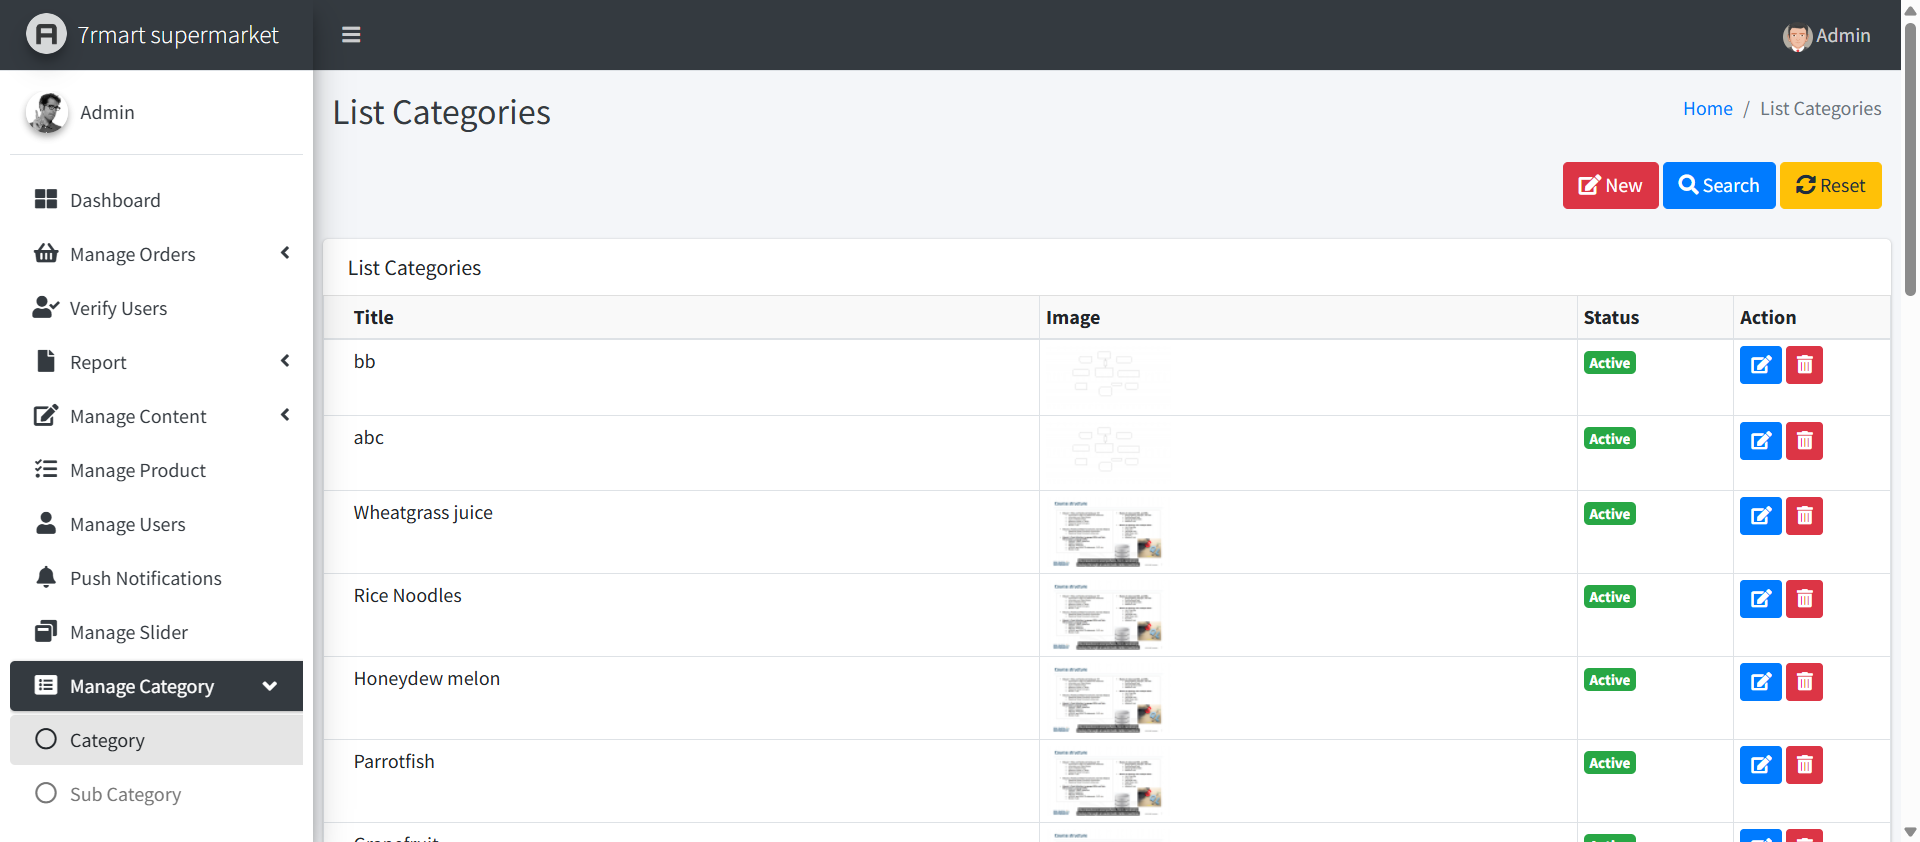 7rmart supermarket
Admin
Admin
List Categories
Home / List Categories
New Search Reset
Dashboard
Manage Orders
Verify Users
Report
Manage Content
Manage Product
Manage Users
Push Notifications
Manage Slider
Manage Category
Category
Sub Category
List Categories
Title Image Status Action
bb Active
abc Active
Wheatgrass juice Active
Rice Noodles Active
Honeydew melon Active
Parrotfish Active